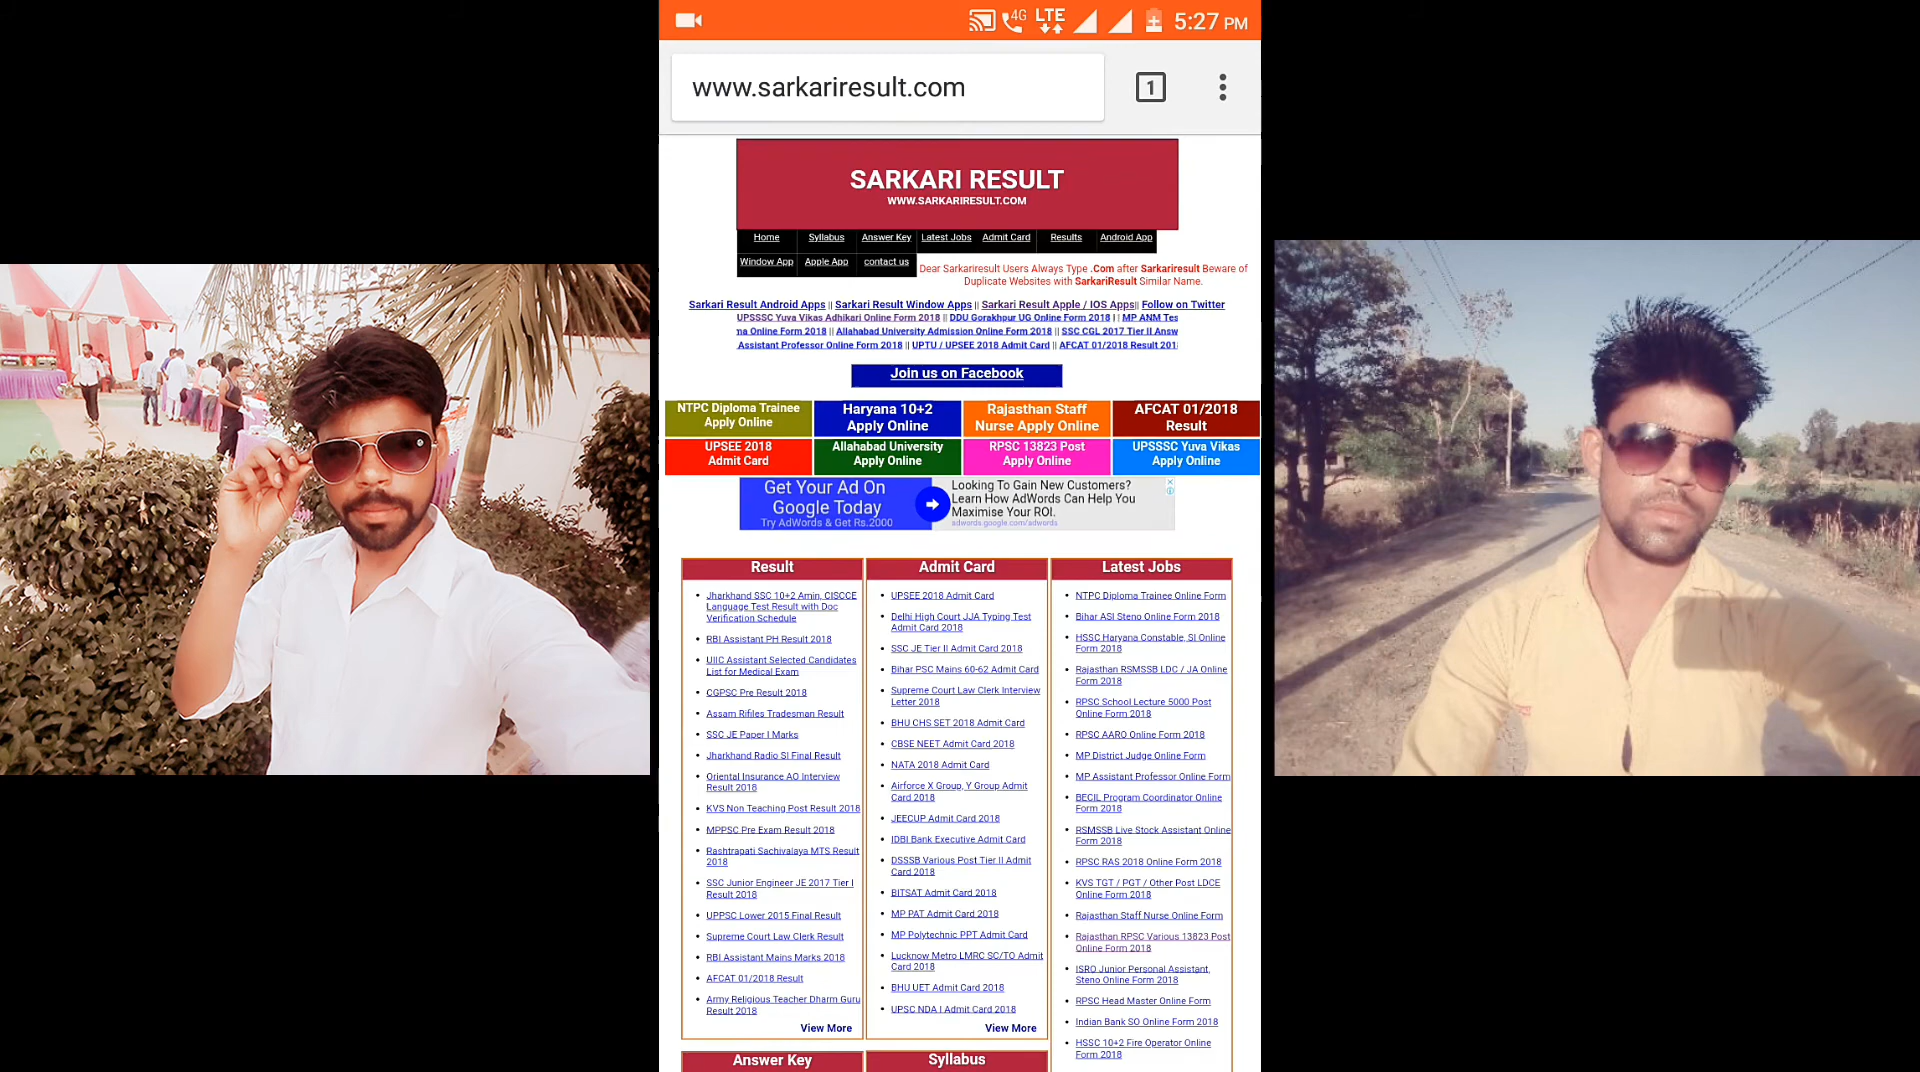 4G LTE 5:27 PM
www.sarkariresult.com
1
SARKARI RESULT
WWW.SARKARIRESULT.COM
Home Syllabus Answer Key Latest Jobs Admit Card Results Android App
Window App Apple App contact us
Dear Sarkariresult Users Always Type .Com after Sarkariresult Beware of
Duplicate Websites with SarkariResult Similar Name.
Sarkari Result Android Apps || Sarkari Result Window Apps || Sarkari Result Apple / IOS Apps|| Follow on Twitter
UPSSSC Yuva Vikas Adhikari Online Form 2018 || DDU Gorakhpur UG Online Form 2018 | | MP ANM Tes
na Online Form 2018 || Allahabad University Admission Online Form 2018 || SSC CGL 2017 Tier II Answ
Assistant Professor Online Form 2018 || UPTU / UPSEE 2018 Admit Card || AFCAT 01/2018 Result 201
Join us on Facebook
NTPC Diploma Trainee
Apply Online
Haryana 10+2
Apply Online
Rajasthan Staff
Nurse Apply Online
AFCAT 01/2018
Result
UPSEE 2018
Admit Card
Allahabad University
Apply Online
RPSC 13823 Post
Apply Online
UPSSSC Yuva Vikas
Apply Online
Get Your Ad On
Google Today
Try AdWords & Get Rs.2000
Looking To Gain New Customers?
Learn How AdWords Can Help You
Maximise Your ROI.
adwords.google.com/adwords
Result
Jharkhand SSC 10+2 Amin, CISCCE
Language Test Result with Doc
Verification Schedule
RBI Assistant PH Result 2018
UIIC Assistant Selected Candidates
List for Medical Exam
CGPSC Pre Result 2018
Assam Rifiles Tradesman Result
SSC JE Paper I Marks
Jharkhand Radio SI Final Result
Oriental Insurance AO Interview
Result 2018
KVS Non Teaching Post Result 2018
MPPSC Pre Exam Result 2018
Rashtrapati Sachivalaya MTS Result
2018
SSC Junior Engineer JE 2017 Tier I
Result 2018
UPPSC Lower 2015 Final Result
Supreme Court Law Clerk Result
RBI Assistant Mains Marks 2018
AFCAT 01/2018 Result
Army Religious Teacher Dharm Guru
Result 2018
View More
Admit Card
UPSEE 2018 Admit Card
Delhi High Court JJA Typing Test
Admit Card 2018
SSC JE Tier II Admit Card 2018
Bihar PSC Mains 60-62 Admit Card
Supreme Court Law Clerk Interview
Letter 2018
BHU CHS SET 2018 Admit Card
CBSE NEET Admit Card 2018
NATA 2018 Admit Card
Airforce X Group, Y Group Admit
Card 2018
JEECUP Admit Card 2018
IDBI Bank Executive Admit Card
DSSSB Various Post Tier II Admit
Card 2018
BITSAT Admit Card 2018
MP PAT Admit Card 2018
MP Polytechnic PPT Admit Card
Lucknow Metro LMRC SC/TO Admit
Card 2018
BHU UET Admit Card 2018
UPSC NDA I Admit Card 2018
View More
Latest Jobs
NTPC Diploma Trainee Online Form
Bihar ASI Steno Online Form 2018
HSSC Haryana Constable, SI Online
Form 2018
Rajasthan RSMSSB LDC / JA Online
Form 2018
RPSC School Lecture 5000 Post
Online Form 2018
RPSC AARO Online Form 2018
MP District Judge Online Form
MP Assistant Professor Online Form
BECIL Program Coordinator Online
Form 2018
RSMSSB Live Stock Assistant Online
Form 2018
RPSC RAS 2018 Online Form 2018
KVS TGT / PGT / Other Post LDCE
Online Form 2018
Rajasthan Staff Nurse Online Form
Rajasthan RPSC Various 13823 Post
Online Form 2018
ISRO Junior Personal Assistant,
Steno Online Form 2018
RPSC Head Master Online Form
Indian Bank SO Online Form 2018
HSSC 10+2 Fire Operator Online
Form 2018
Answer Key
Syllabus